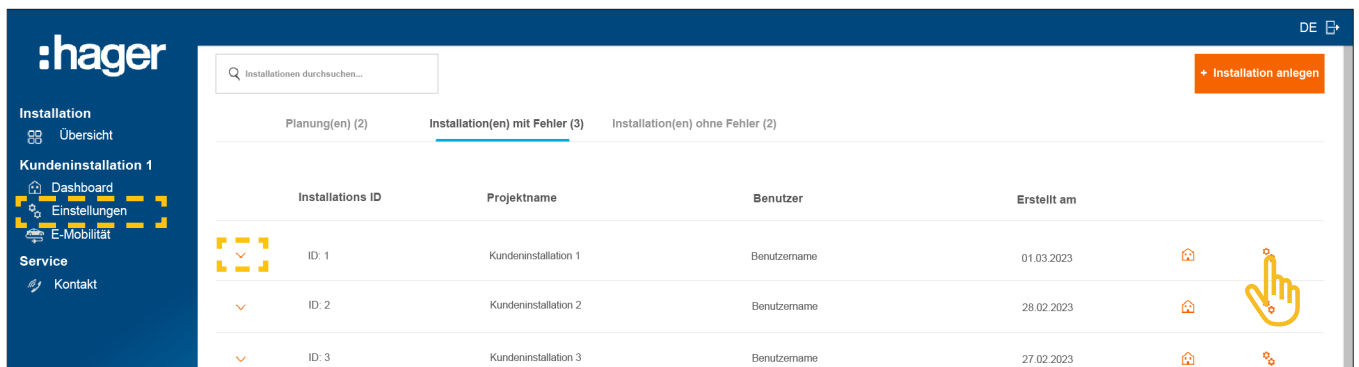 DE
:hager
Installationen durchsuchen...
+ Installation anlegen
Installation
Übersicht
Kundeninstallation 1
Dashboard
Einstellungen
E-Mobilität
Service
Kontakt
Planung(en) (2) Installation(en) mit Fehler (3) Installation(en) ohne Fehler (2)
Installations ID Projektname Benutzer Erstellt am
ID: 1 Kundeninstallation 1 Benutzername 01.03.2023
ID: 2 Kundeninstallation 2 Benutzername 28.02.2023
ID: 3 Kundeninstallation 3 Benutzername 27.02.2023